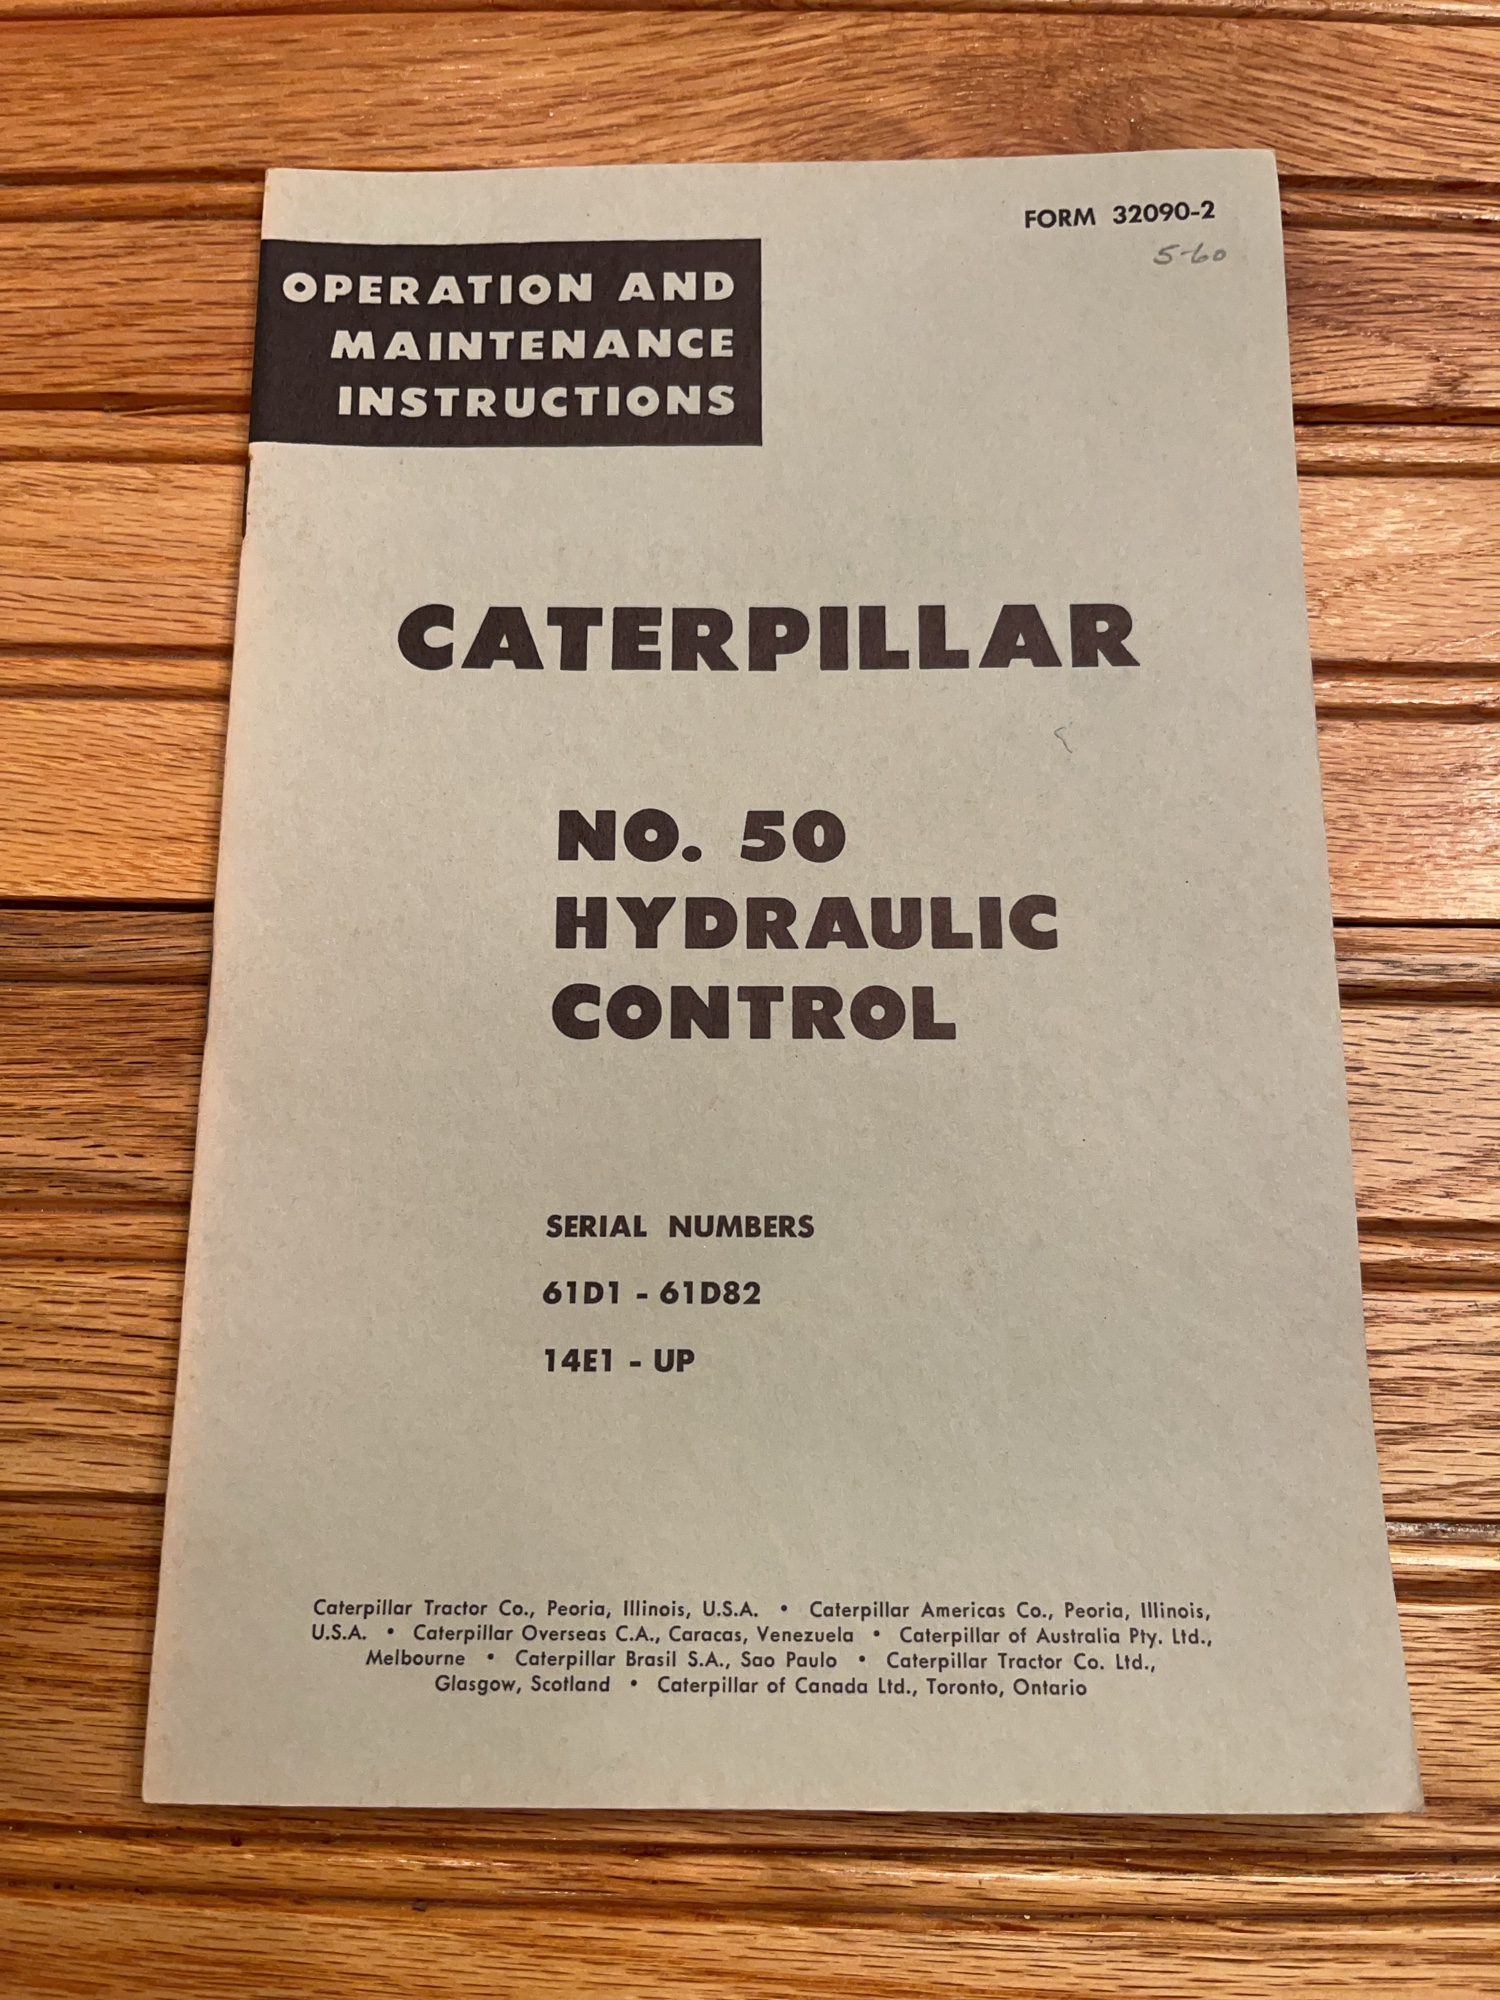 FORM 32090-2
5-60
OPERATION AND
MAINTENANCE
INSTRUCTIONS
CATERPILLAR
NO. 50
HYDRAULIC
CONTROL
SERIAL NUMBERS
61D1 - 61D82
14E1 - UP
Caterpillar Tractor Co., Peoria, Illinois, U.S.A. • Caterpillar Americas Co., Peoria, Illinois,
U.S.A. • Caterpillar Overseas C.A., Caracas, Venezuela • Caterpillar of Australia Pty. Ltd.,
Melbourne • Caterpillar Brasil S.A., Sao Paulo • Caterpillar Tractor Co. Ltd.,
Glasgow, Scotland • Caterpillar of Canada Ltd., Toronto, Ontario